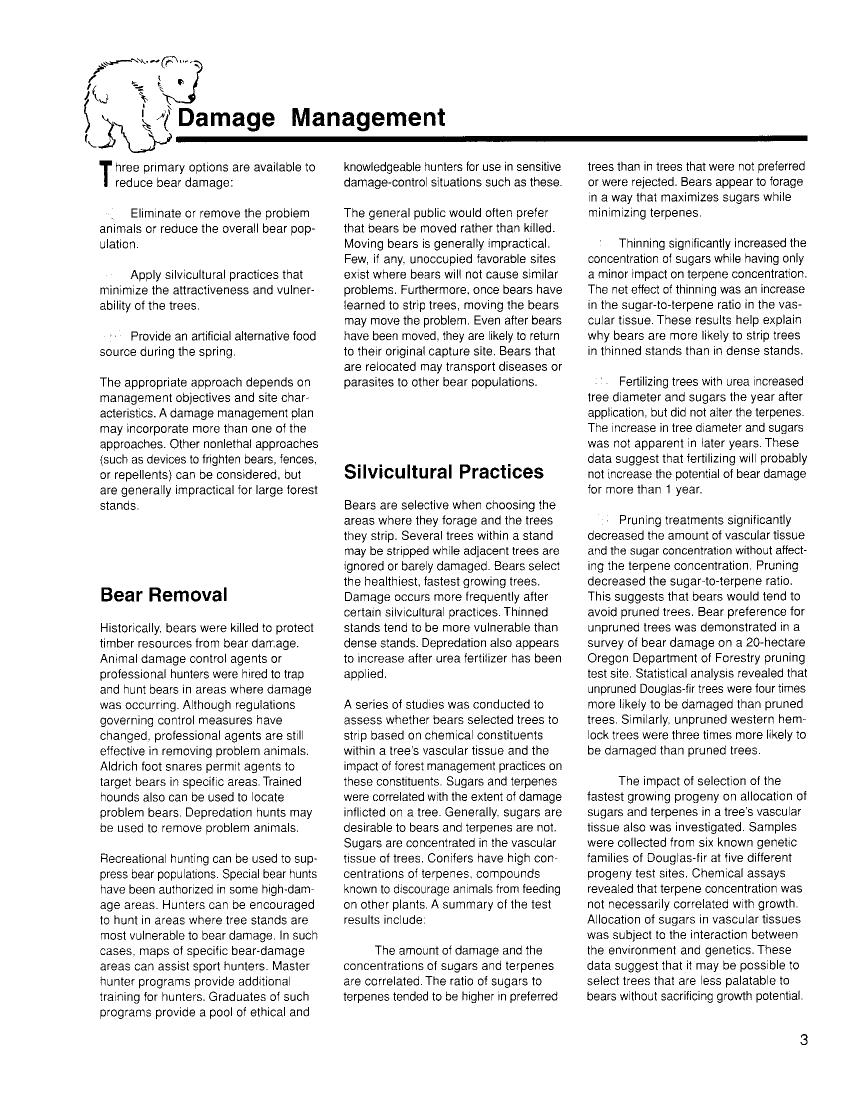 Damage Management
Three primary options are available to
reduce bear damage:
Eliminate or remove the problem
animals or reduce the overall bear pop-
ulation.
Apply silvicultural practices that
minimize the attractiveness and vulner-
ability of the trees.
Provide an artificial alternative food
source during the spring.
The appropriate approach depends on
management objectives and site char-
acteristics. A damage management plan
may incorporate more than one of the
approaches. Other nonlethal approaches
(such as devices to frighten bears, fences,
or repellents) can be considered, but
are generally impractical for large forest
stands.
Bear Removal
Historically, bears were killed to protect
timber resources from bear damage.
Animal damage control agents or
professional hunters were hired to trap
and hunt bears in areas where damage
was occurring. Although regulations
governing control measures have
changed, professional agents are still
effective in removing problem animals.
Aldrich foot snares permit agents to
target bears in specific areas. Trained
hounds also can be used to locate
problem bears. Depredation hunts may
be used to remove problem animals.
Recreational hunting can be used to sup-
press bear populations. Special bear hunts
have been authorized in some high-dam-
age areas. Hunters can be encouraged
to hunt in areas where tree stands are
most vulnerable to bear damage. In such
cases, maps of specific bear-damage
areas can assist sport hunters. Master
hunter programs provide additional
training for hunters. Graduates of such
programs provide a pool of ethical and
knowledgeable hunters for use in sensitive
damage-control situations such as these.
The general public would often prefer
that bears be moved rather than killed.
Moving bears is generally impractical.
Few, if any, unoccupied favorable sites
exist where bears will not cause similar
problems. Furthermore, once bears have
learned to strip trees, moving the bears
may move the problem. Even after bears
have been moved, they are likely to return
to their original capture site. Bears that
are relocated may transport diseases or
parasites to other bear populations.
Silvicultural Practices
Bears are selective when choosing the
areas where they forage and the trees
they strip. Several trees within a stand
may be stripped while adjacent trees are
ignored or barely damaged. Bears select
the healthiest, fastest growing trees.
Damage occurs more frequently after
certain silvicultural practices. Thinned
stands tend to be more vulnerable than
dense stands. Depredation also appears
to increase after urea fertilizer has been
applied.
A series of studies was conducted to
assess whether bears selected trees to
strip based on chemical constituents
within a tree's vascular tissue and the
impact of forest management practices on
these constituents. Sugars and terpenes
were correlated with the extent of damage
inflicted on a tree. Generally, sugars are
desirable to bears and terpenes are not.
Sugars are concentrated in the vascular
tissue of trees. Conifers have high con-
centrations of terpenes, compounds
known to discourage animals from feeding
on other plants. A summary of the test
results include:
The amount of damage and the
concentrations of sugars and terpenes
are correlated. The ratio of sugars to
terpenes tended to be higher in preferred
trees than in trees that were not preferred
or were rejected. Bears appear to forage
in a way that maximizes sugars while
minimizing terpenes.
Thinning significantly increased the
concentration of sugars while having only
a minor impact on terpene concentration.
The net effect of thinning was an increase
in the sugar-to-terpene ratio in the vas-
cular tissue. These results help explain
why bears are more likely to strip trees
in thinned stands than in dense stands.
Fertilizing trees with urea increased
tree diameter and sugars the year after
application, but did not alter the terpenes.
The increase in tree diameter and sugars
was not apparent in later years. These
data suggest that fertilizing will probably
not increase the potential of bear damage
for more than 1 year.
Pruning treatments significantly
decreased the amount of vascular tissue
and the sugar concentration without affect-
ing the terpene concentration. Pruning
decreased the sugar-to-terpene ratio.
This suggests that bears would tend to
avoid pruned trees. Bear preference for
unpruned trees was demonstrated in a
survey of bear damage on a 20-hectare
Oregon Department of Forestry pruning
test site. Statistical analysis revealed that
unpruned Douglas-fir trees were four times
more likely to be damaged than pruned
trees. Similarly, unpruned western hem-
lock trees were three times more likely to
be damaged than pruned trees.
The impact of selection of the
fastest growing progeny on allocation of
sugars and terpenes in a tree's vascular
tissue also was investigated. Samples
were collected from six known genetic
families of Douglas-fir at five different
progeny test sites. Chemical assays
revealed that terpene concentration was
not necessarily correlated with growth.
Allocation of sugars in vascular tissues
was subject to the interaction between
the environment and genetics. These
data suggest that it may be possible to
select trees that are less palatable to
bears without sacrificing growth potential.
3